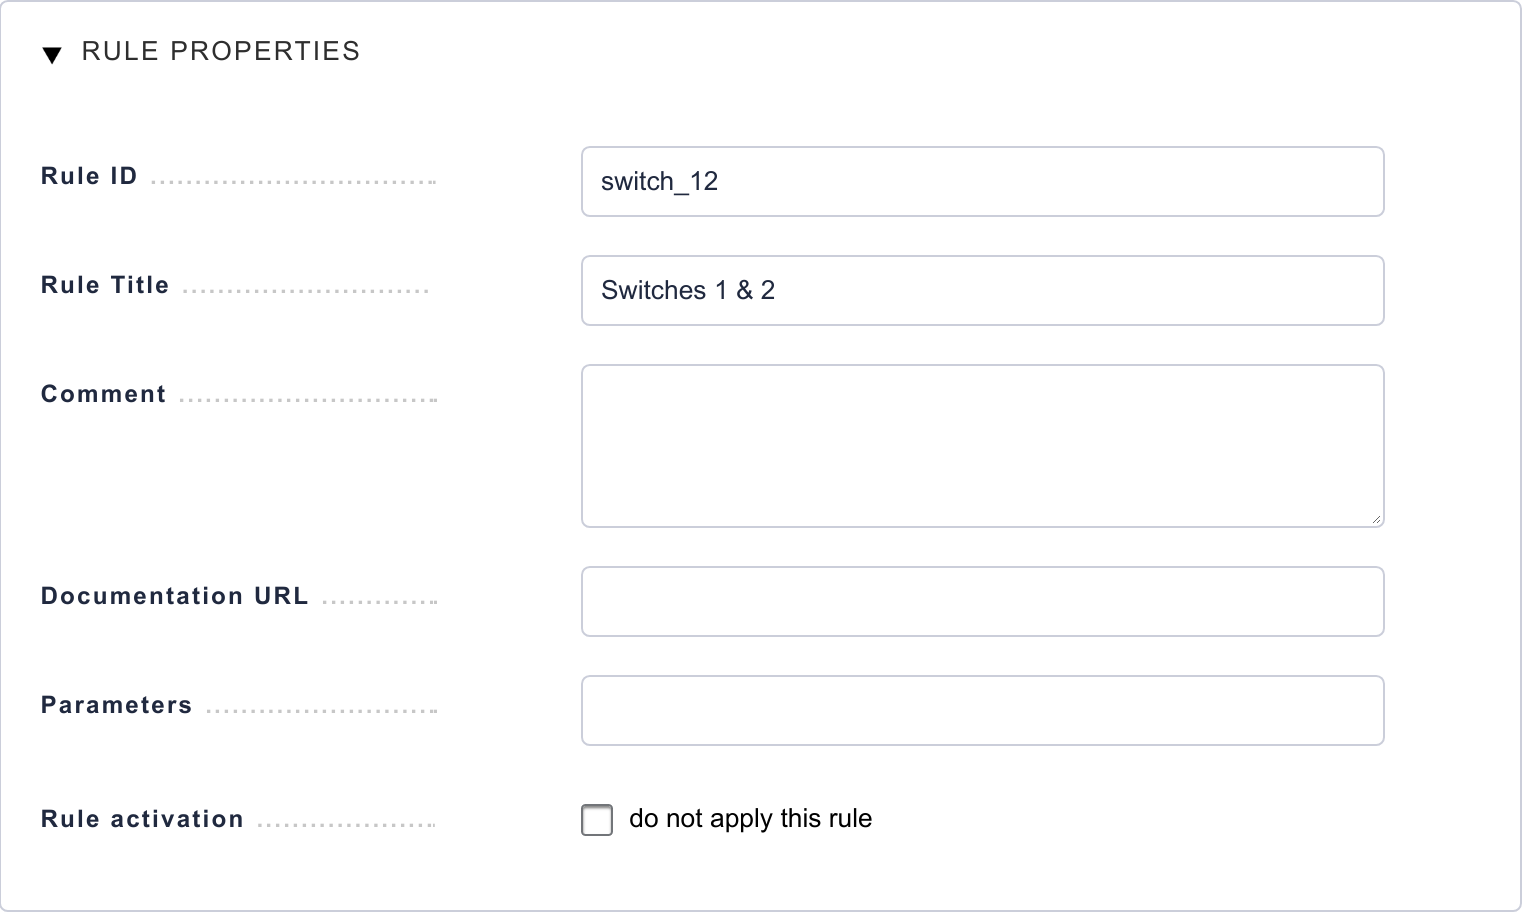 ▼ RULE PROPERTIES
Rule ID switch_12
Rule Title Switches 1 & 2
Comment
Documentation URL
Parameters
Rule activation do not apply this rule